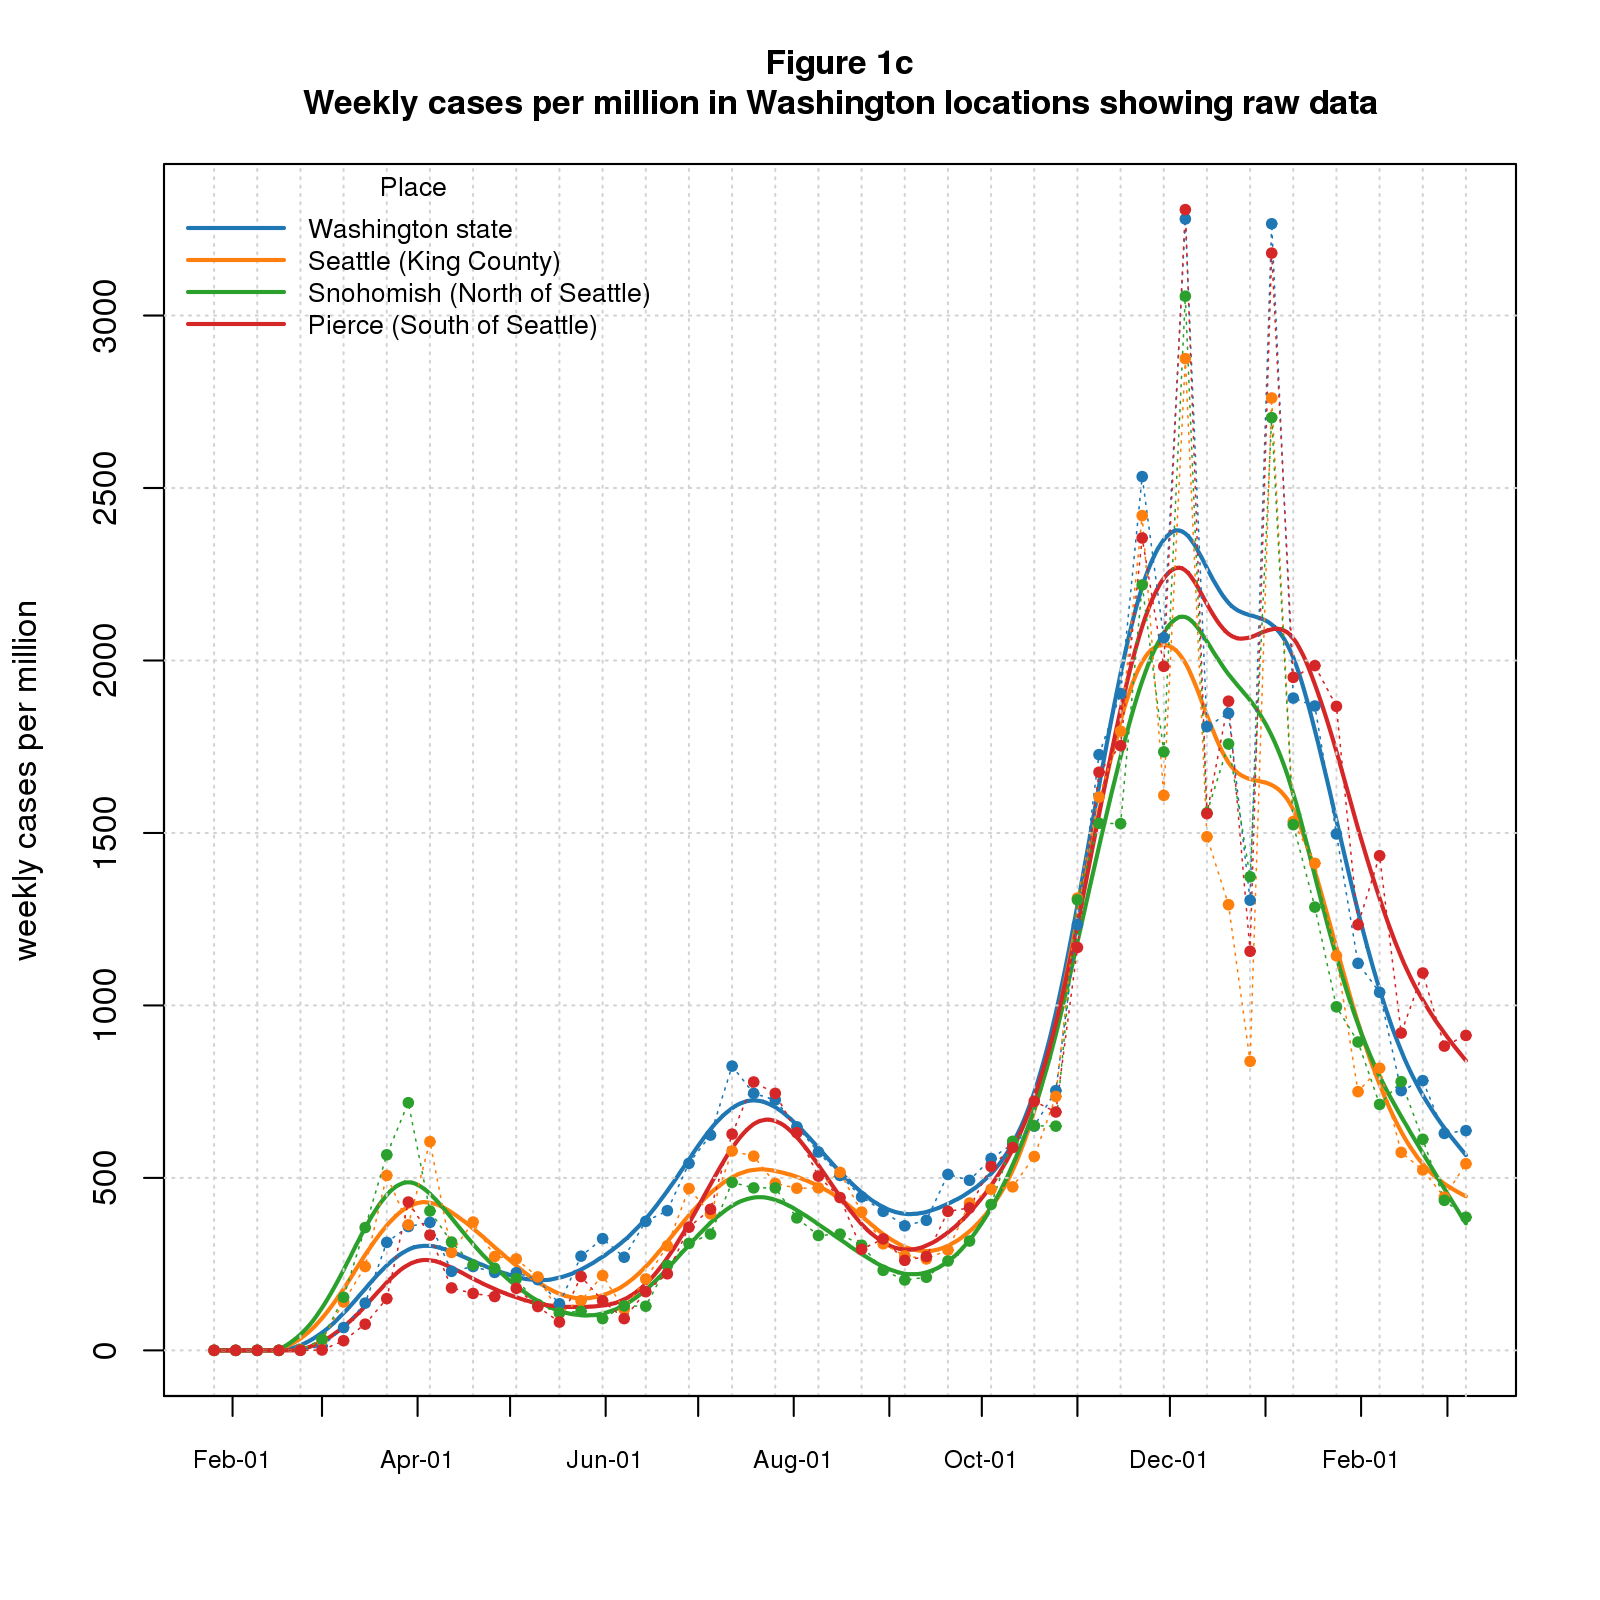 Figure 1c
Weekly cases per million in Washington locations showing raw data
Place
Washington state
Seattle (King County)
Snohomish (North of Seattle)
Pierce (South of Seattle)
weekly cases per million
3000
2500
2000
1500
1000
500
0
Feb-01 Apr-01 Jun-01 Aug-01 Oct-01 Dec-01 Feb-01